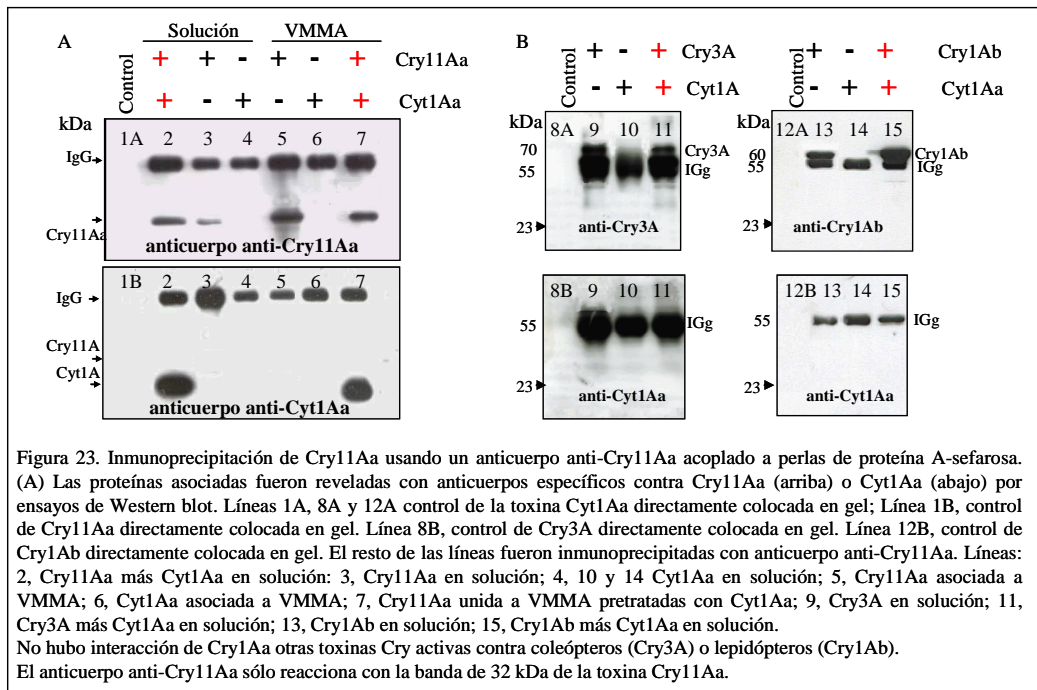 A
Solución VMMA
Control + + - + - + Cry11Aa
+ - + - + + Cyt1Aa
kDa
1A 2 3 4 5 6 7
IgG
Cry11Aa
anticuerpo anti-Cry11Aa
1B 2 3 4 5 6 7
IgG
Cry11A
Cyt1A
anticuerpo anti-Cyt1Aa
B
Control + - + Cry3A
- + + Cyt1A
kDa
8A 9 10 11
70 Cry3A
55 IGg
23
anti-Cry3A
8B 9 10 11
55 IGg
23
anti-Cyt1Aa
Control + - + Cry1Ab
- + + Cyt1Aa
kDa
12A 13 14 15
60 Cry1Ab
55 IGg
23
anti-Cry1Ab
12B 13 14 15
55 IGg
23
anti-Cyt1Aa
Figura 23. Inmunoprecipitación de Cry11Aa usando un anticuerpo anti-Cry11Aa acoplado a perlas de proteína A-sefarosa.
(A) Las proteínas asociadas fueron reveladas con anticuerpos específicos contra Cry11Aa (arriba) o Cyt1Aa (abajo) por
ensayos de Western blot. Líneas 1A, 8A y 12A control de la toxina Cyt1Aa directamente colocada en gel; Línea 1B, control
de Cry11Aa directamente colocada en gel. Línea 8B, control de Cry3A directamente colocada en gel. Línea 12B, control de
Cry1Ab directamente colocada en gel. El resto de las líneas fueron inmunoprecipitadas con anticuerpo anti-Cry11Aa. Líneas:
2, Cry11Aa más Cyt1Aa en solución: 3, Cry11Aa en solución; 4, 10 y 14 Cyt1Aa en solución; 5, Cry11Aa asociada a
VMMA; 6, Cyt1Aa asociada a VMMA; 7, Cry11Aa unida a VMMA pretratadas con Cyt1Aa; 9, Cry3A en solución; 11,
Cry3A más Cyt1Aa en solución; 13, Cry1Ab en solución; 15, Cry1Ab más Cyt1Aa en solución.
No hubo interacción de Cry1Aa otras toxinas Cry activas contra coleópteros (Cry3A) o lepidópteros (Cry1Ab).
El anticuerpo anti-Cry11Aa sólo reacciona con la banda de 32 kDa de la toxina Cry11Aa.